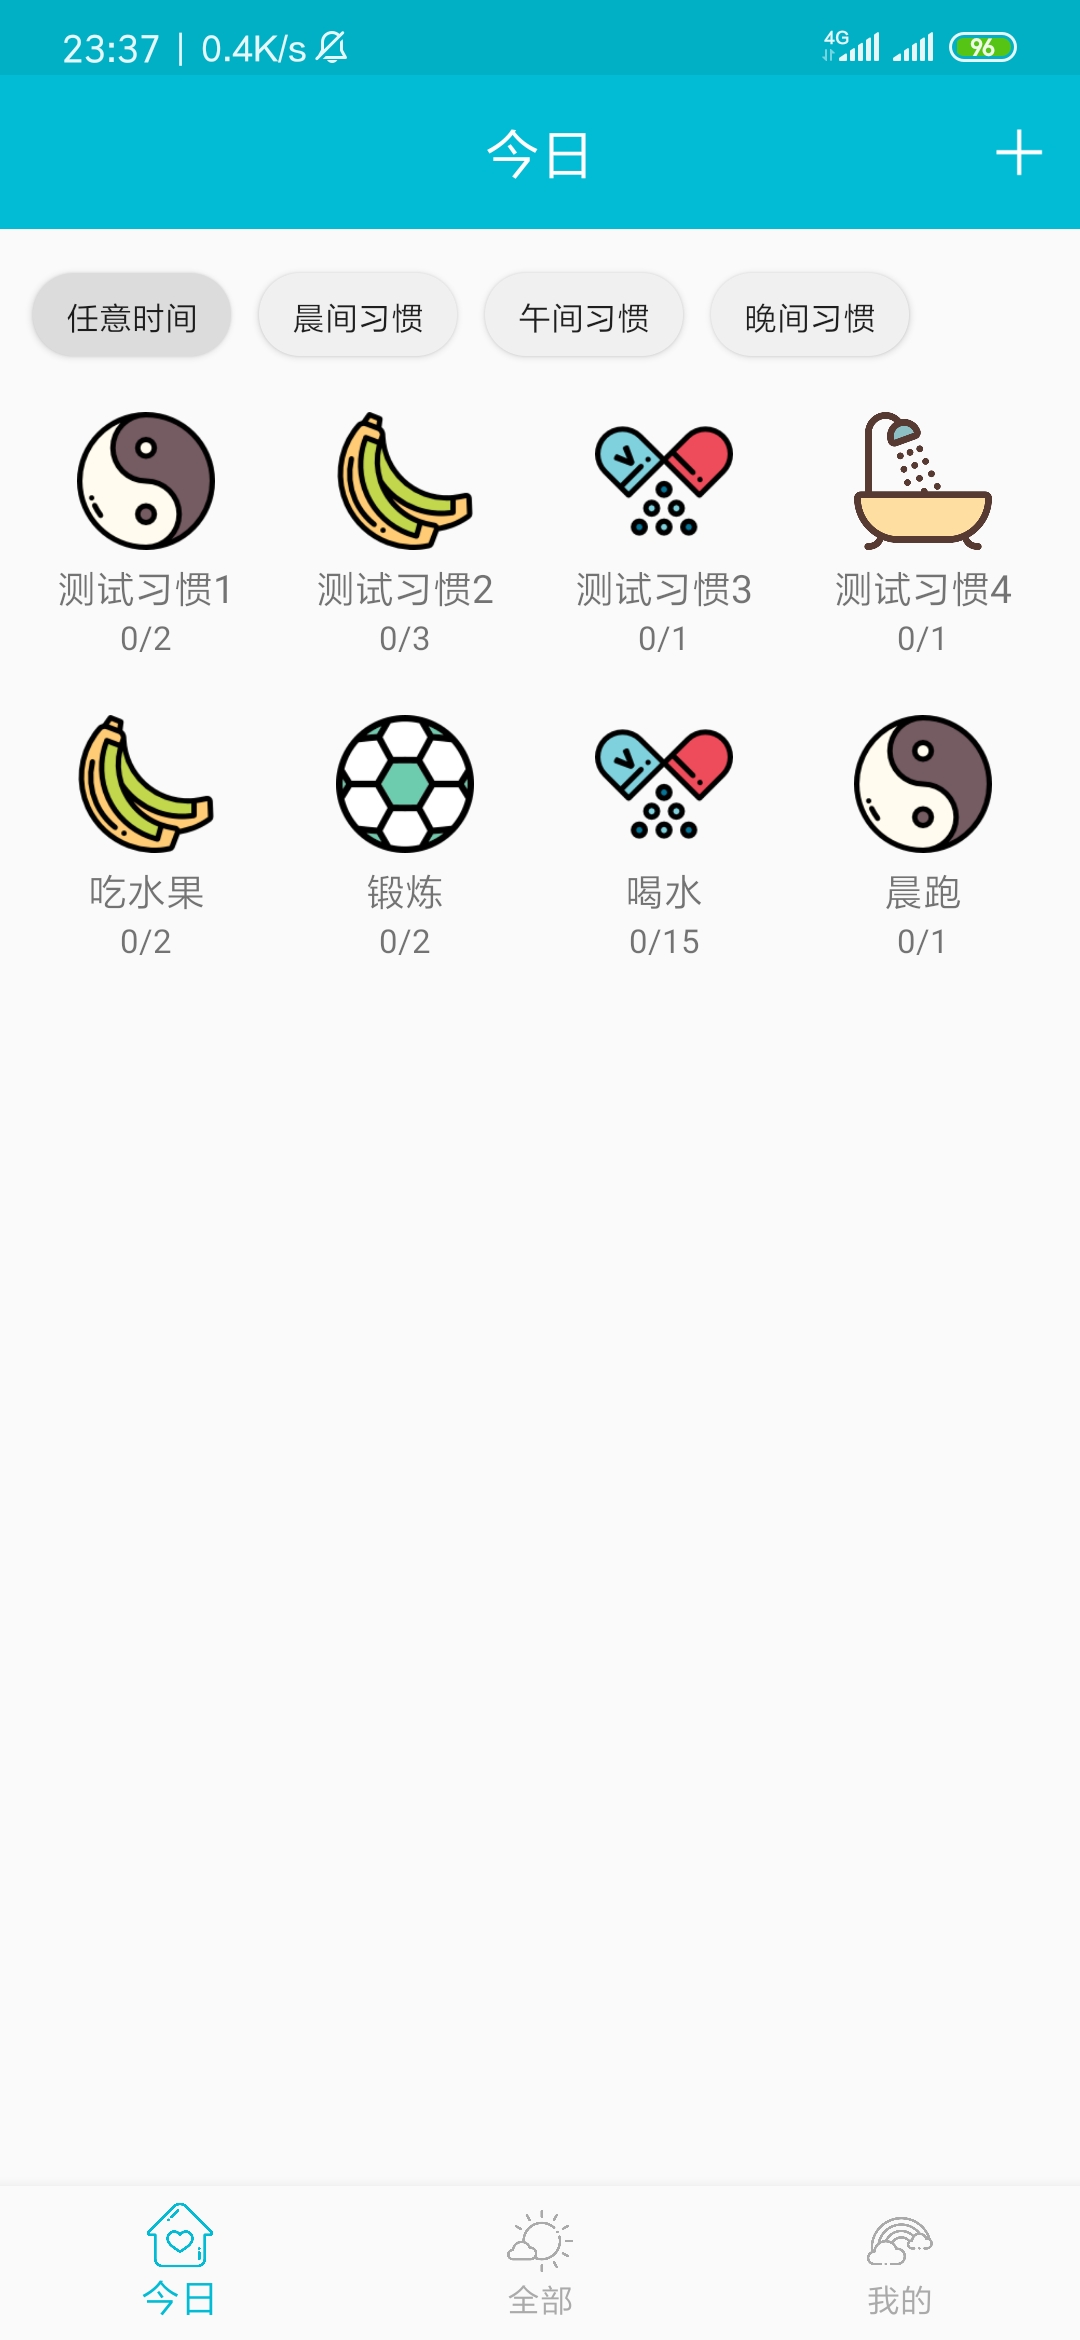 23:37 | 0.4K/s 4G 96
今日
任意时间 晨间习惯 午间习惯 晚间习惯
测试习惯1 测试习惯2 测试习惯3 测试习惯4
0/2 0/3 0/1 0/1
吃水果 锻炼 喝水 晨跑
0/2 0/2 0/15 0/1
今日 全部 我的